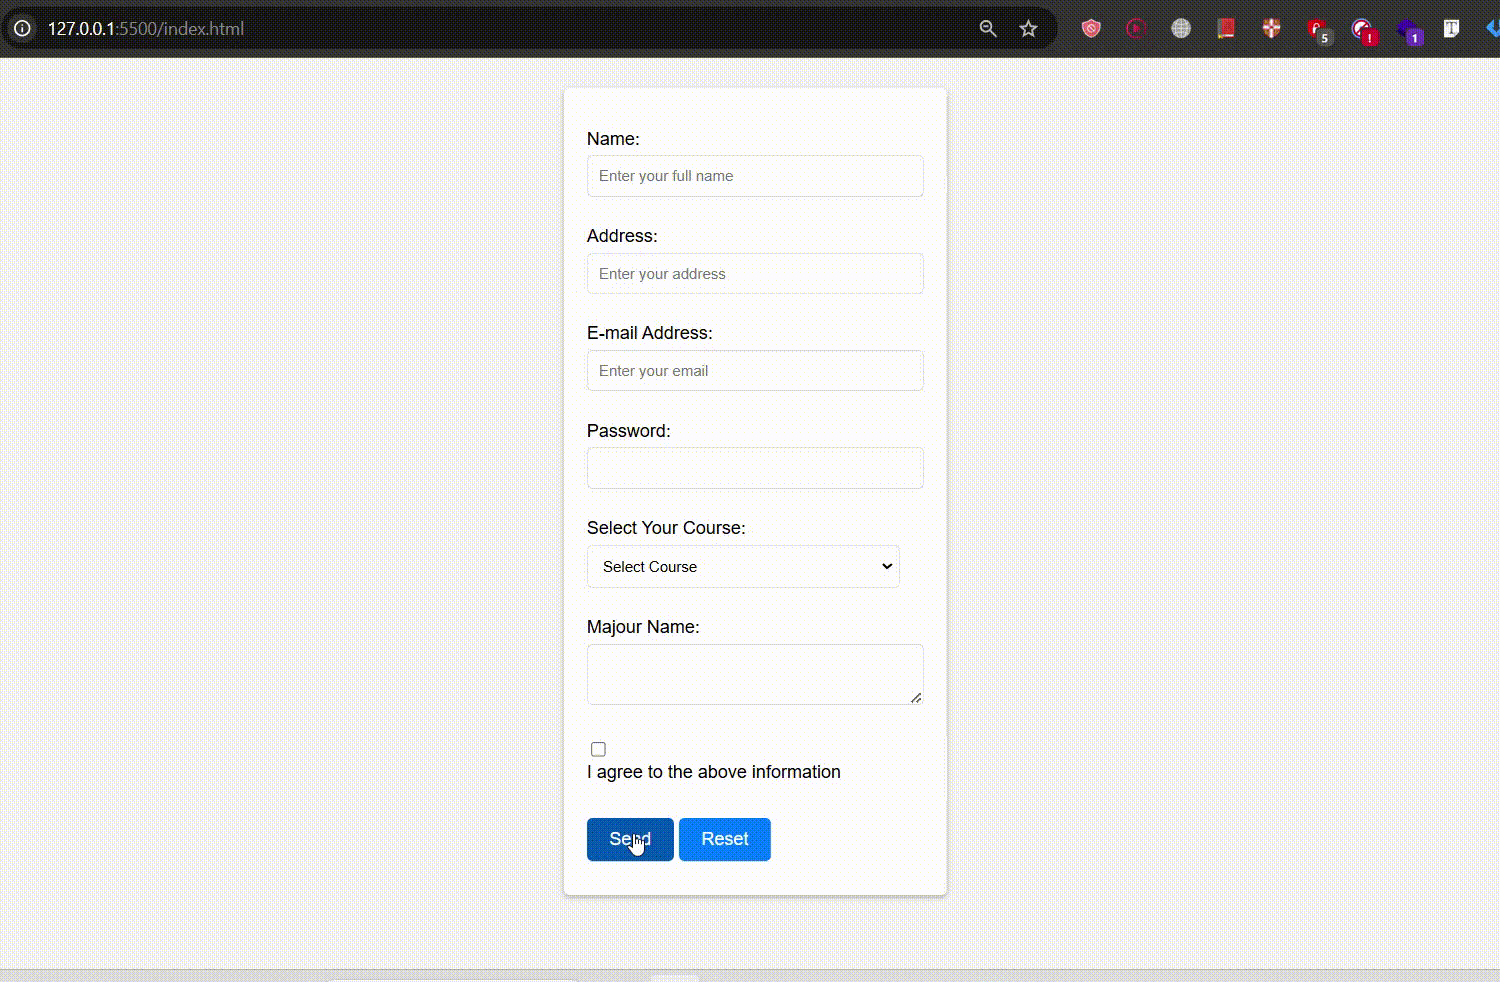 127.0.0.1:5500/index.html
5
!
1
T
Name:
Enter your full name
Address:
Enter your address
E-mail Address:
Enter your email
Password:
Select Your Course:
Select Course
Majour Name:
I agree to the above information
Send Reset